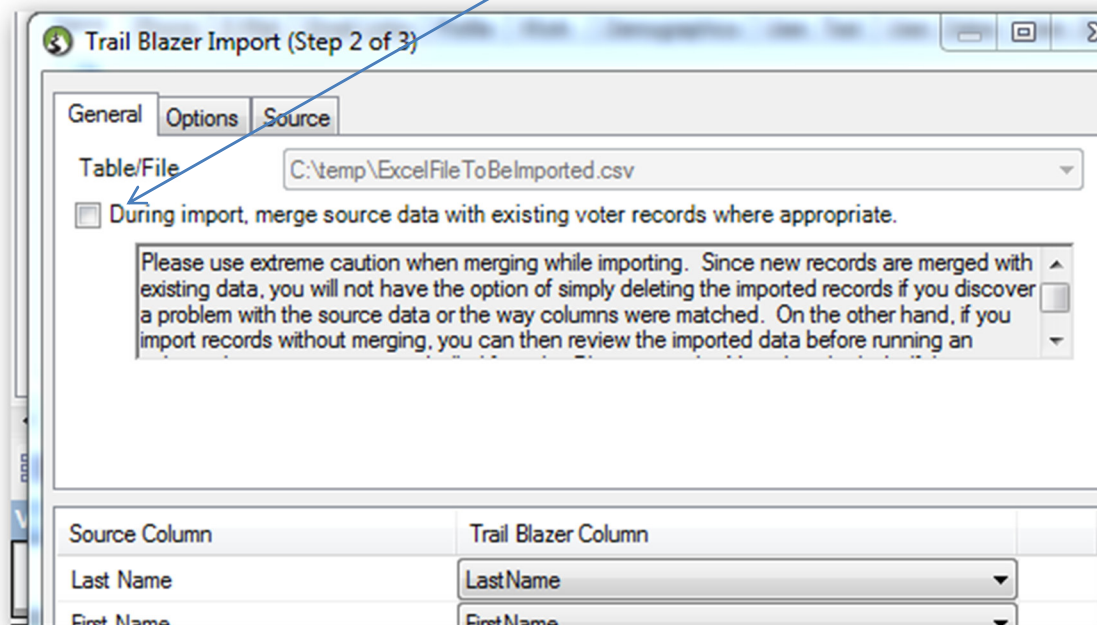 Trail Blazer Import (Step 2 of 3)
General Options Source
Table/File C:\temp\ExcelFileToBeImported.csv
During import, merge source data with existing voter records where appropriate.
Please use extreme caution when merging while importing. Since new records are merged with
existing data, you will not have the option of simply deleting the imported records if you discover
a problem with the source data or the way columns were matched. On the other hand, if you
import records without merging, you can then review the imported data before running an
Source Column Trail Blazer Column
Last Name LastName
First Name FirstName